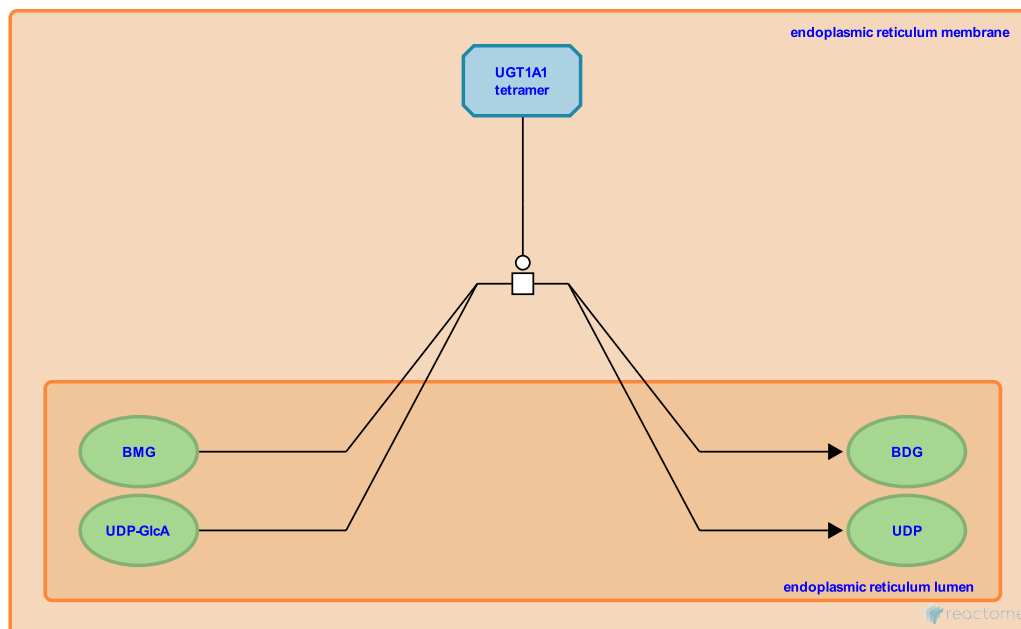 endoplasmic reticulum membrane
UGT1A1
tetramer
BMG
BDG
UDP-GlcA
UDP
endoplasmic reticulum lumen
reactome